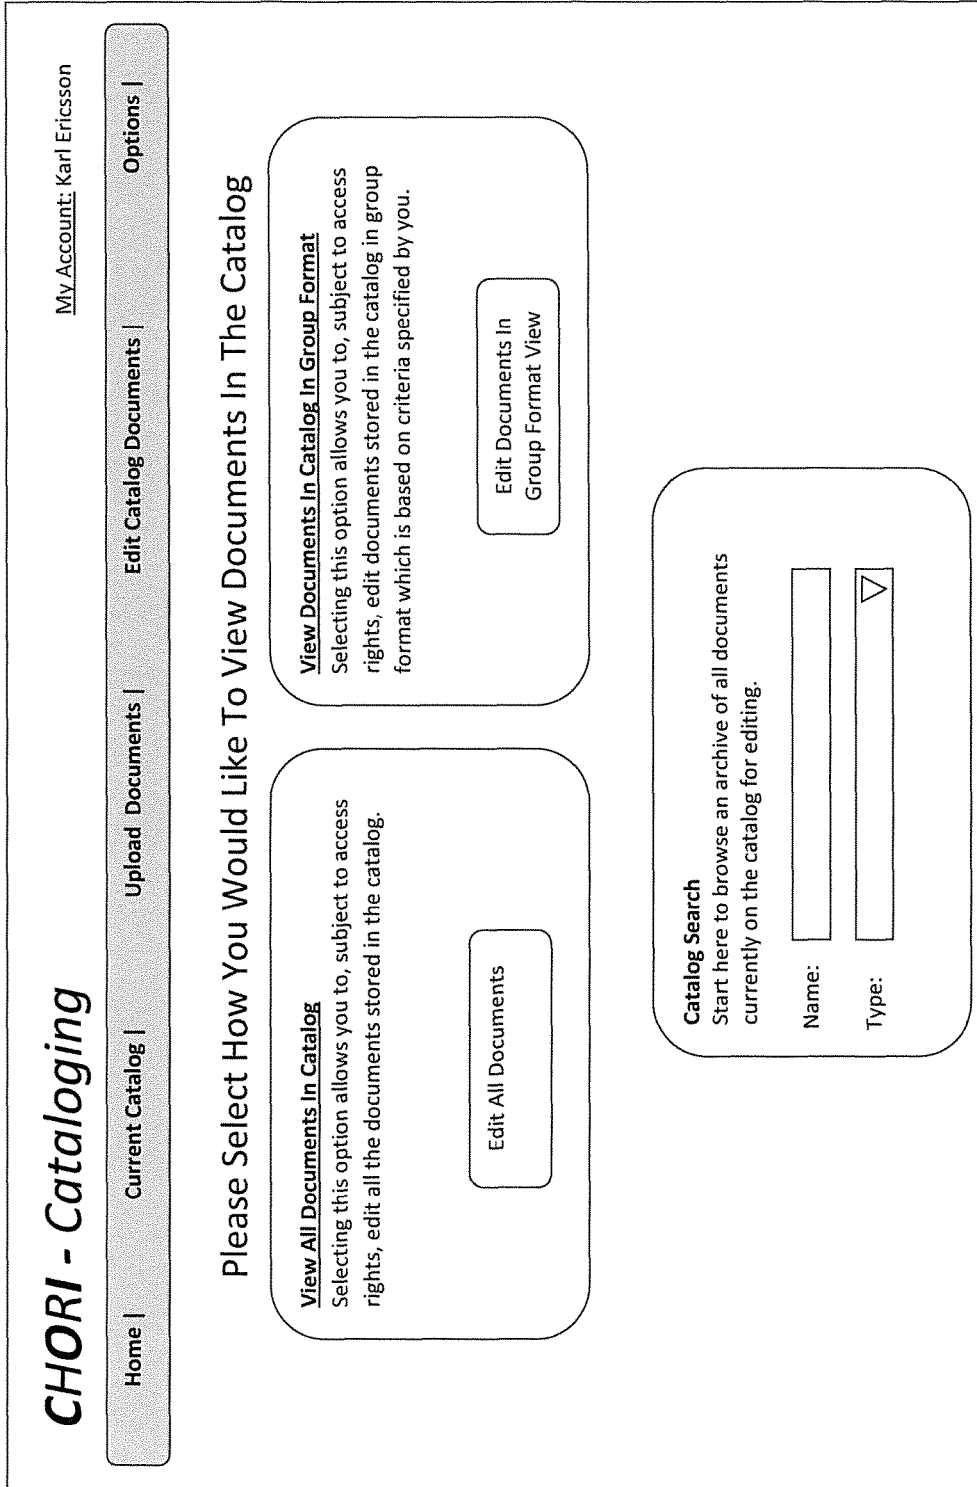 CHORI - Cataloging
My Account: Karl Ericsson
Home | Current Catalog | Upload Documents | Edit Catalog Documents | Options |
Please Select How You Would Like To View Documents In The Catalog
View All Documents In Catalog
Selecting this option allows you to, subject to access
rights, edit all the documents stored in the catalog.
Edit All Documents
View Documents In Catalog In Group Format
Selecting this option allows you to, subject to access
rights, edit documents stored in the catalog in group
format which is based on criteria specified by you.
Edit Documents In
Group Format View
Catalog Search
Start here to browse an archive of all documents
currently on the catalog for editing.
Name:
Type: